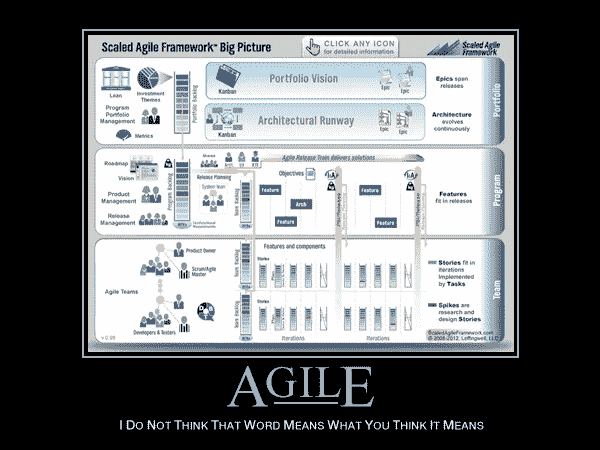 Scaled Agile Framework™ Big Picture
CLICK ANY ICON
for detailed information
Scaled Agile
Framework™
Portfolio Vision
Kanban
Epic
Epic
Architectural Runway
Kanban
Epic
Epic
Lean
Investment
Themes
Program
Portfolio
Management
Metrics
Portfolio Backlog
Epics span
releases
Architecture
evolves
continuously
Portfolio
Roadmap
Vision
Product
Management
Release
Management
Program Backlog
Shared
Release Planning
System Team
Team Backlog
Agile Release Train delivers solutions
Objectives
Feature
Arch
Feature
Feature
Feature
Features
fit in releases
Program
Agile Teams
Product Owner
Scrum/Agile
Master
Developers & Testers
v 0.98
Team Backlog
Team Backlog
Features and components
Stories
Stories
Iterations
Iterations
Stories fit in
iterations
Implemented
by Tasks
Spikes are
research and
design Stories
Team
ScaledAgileFramework.com
© 2008-2012, Leffingwell, LLC
AGILE
I DO NOT THINK THAT WORD MEANS WHAT YOU THINK IT MEANS